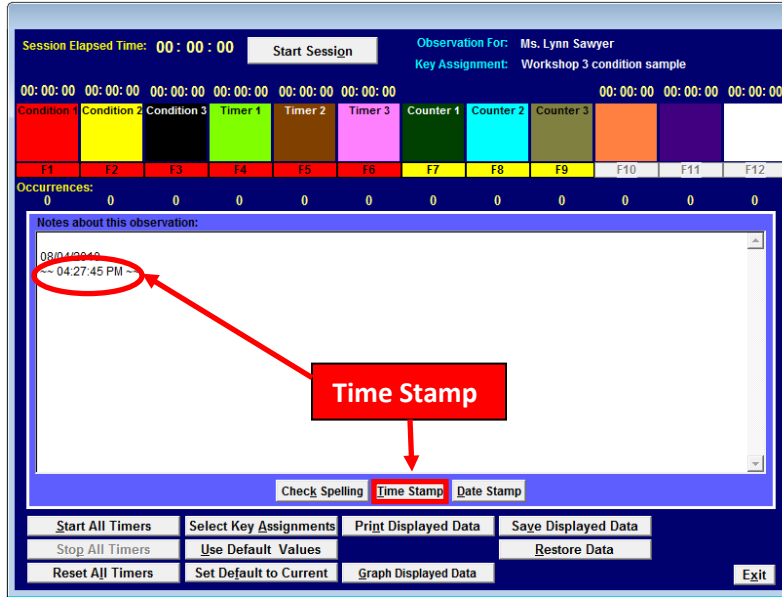 Session Elapsed Time: 00: 00 : 00 Start Session Observation For: Ms. Lynn Sawyer
Key Assignment: Workshop 3 condition sample
00: 00: 00 00: 00: 00 00: 00: 00 00: 00: 00 00: 00: 00 00: 00: 00 00: 00: 00 00: 00: 00 00: 00: 00
Condition 1 Condition 2 Condition 3 Timer 1 Timer 2 Timer 3 Counter 1 Counter 2 Counter 3
F1 F2 F3 F4 F5 F6 F7 F8 F9 F10 F11 F12
Occurrences:
0 0 0 0 0 0 0 0 0 0 0 0
Notes about this observation:
~~ 04:27:45 PM ~~
Time Stamp
Check Spelling Time Stamp Date Stamp
Start All Timers Select Key Assignments Print Displayed Data Save Displayed Data
Stop All Timers Use Default Values Restore Data
Reset All Timers Set Default to Current Graph Displayed Data Exit